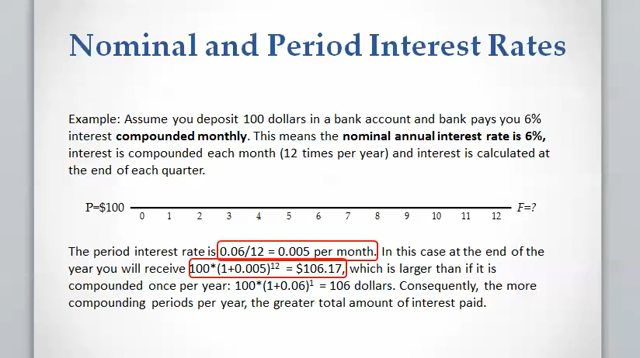 Nominal and Period Interest Rates
Example: Assume you deposit 100 dollars in a bank account and bank pays you 6%
interest compounded monthly. This means the nominal annual interest rate is 6%,
interest is compounded each month (12 times per year) and interest is calculated at
the end of each quarter.
P=$100 F=?
0 1 2 3 4 5 6 7 8 9 10 11 12
The period interest rate is 0.06/12 = 0.005 per month. In this case at the end of the
year you will receive 100*(1+0.005)¹² = $106.17, which is larger than if it is
compounded once per year: 100*(1+0.06)¹ = 106 dollars. Consequently, the more
compounding periods per year, the greater total amount of interest paid.